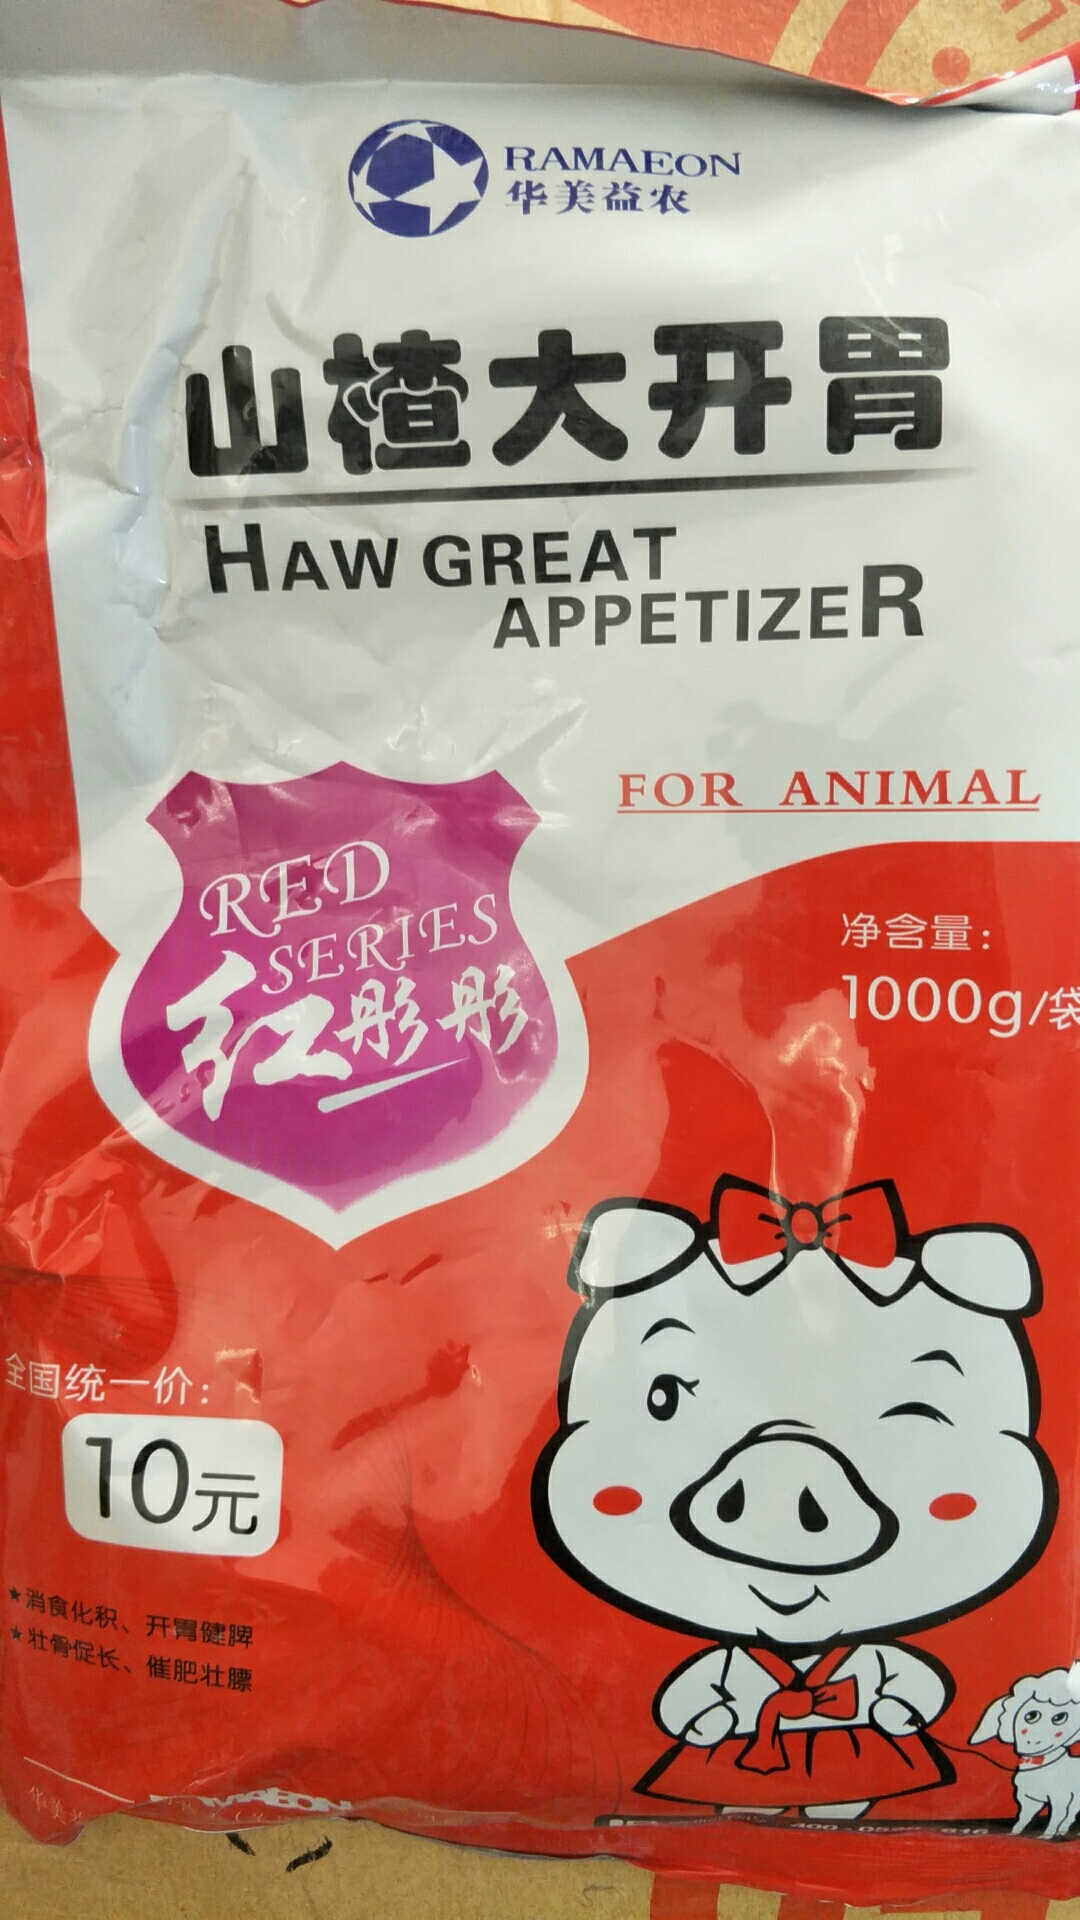 RAMAEON
华美益农
山楂大开胃
HAW GREAT
APPETIZER
FOR ANIMAL
RED
SERIES
红彤彤
净含量：
1000g/袋
全国统一价：
10元
★消食化积、开胃健脾
★壮骨促长、催肥壮膘
RAMAEON